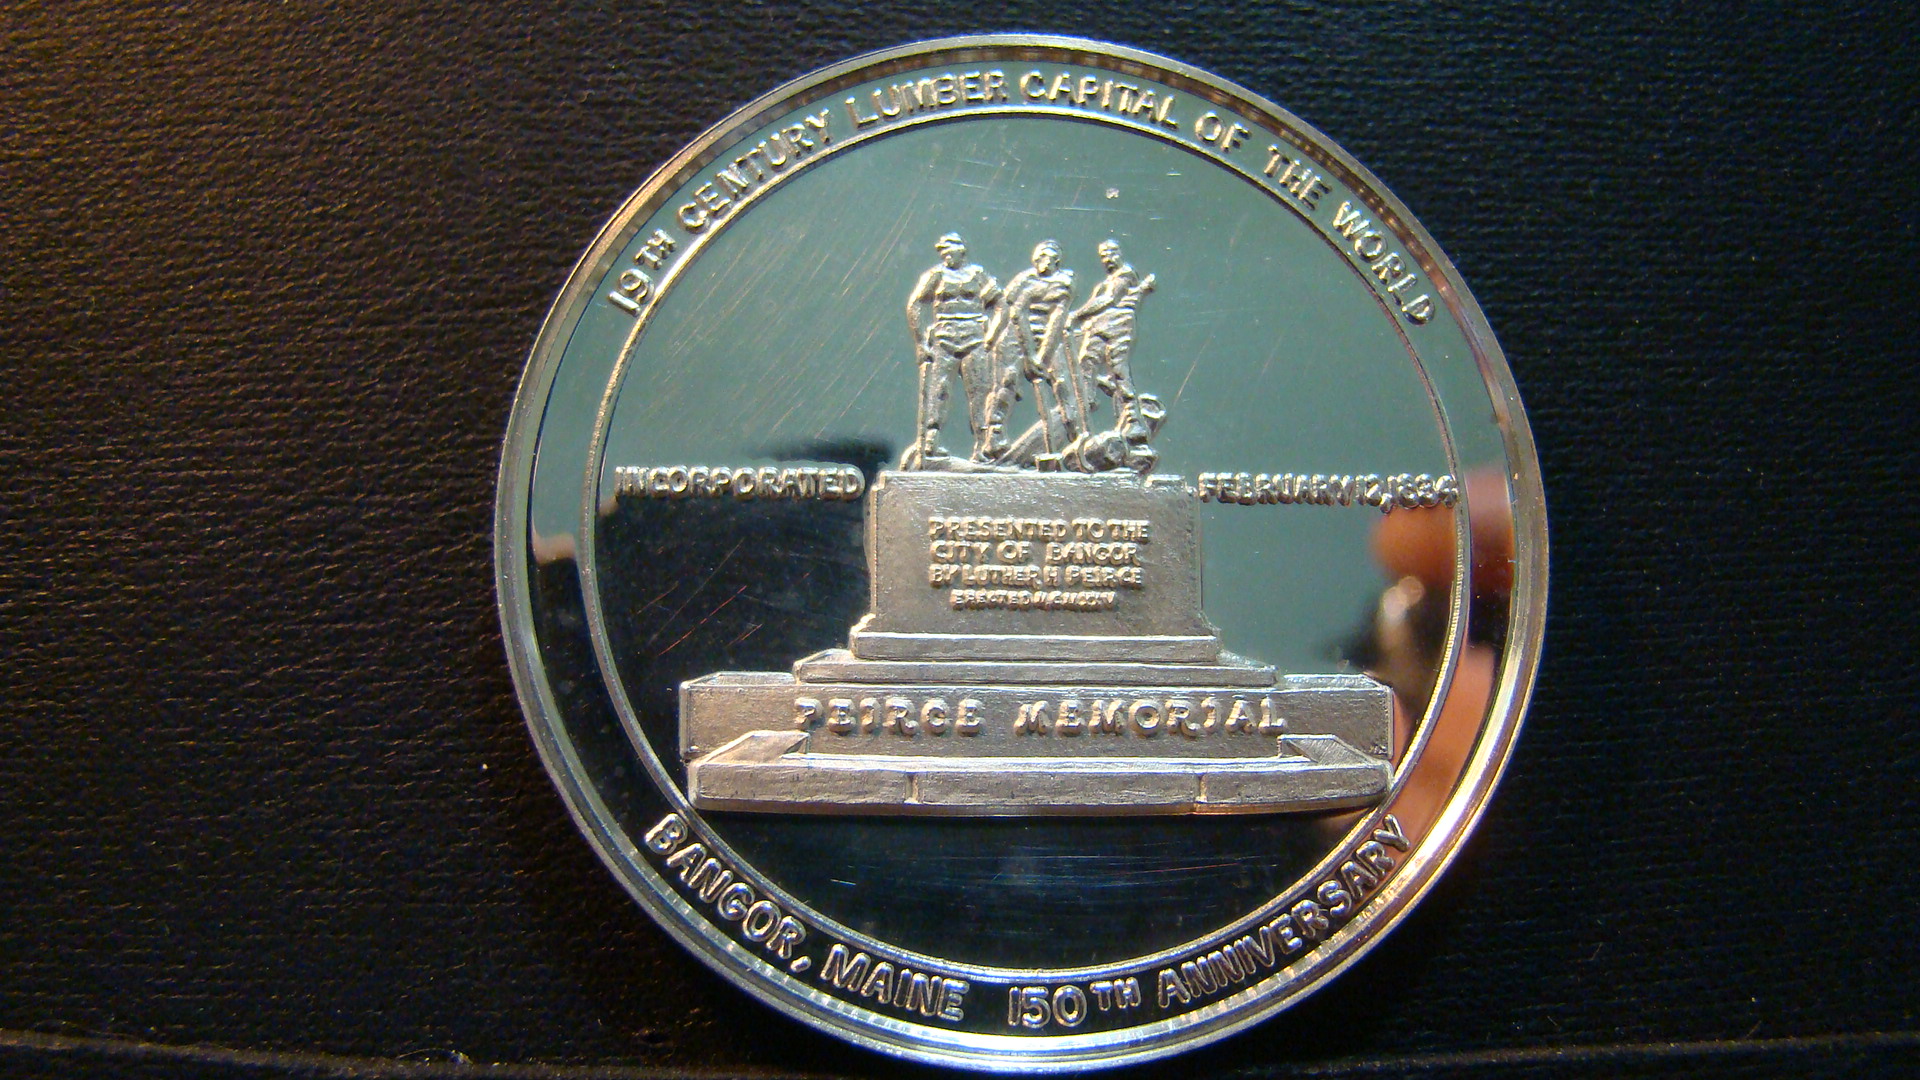 19TH CENTURY LUMBER CAPITAL OF THE WORLD
INCORPORATED FEBRUARY 12, 1834
PRESENTED TO THE
CITY OF BANGOR
BY LUTHER H PEIRCE
ERECTED
PEIRCE MEMORIAL
BANGOR, MAINE 150TH ANNIVERSARY